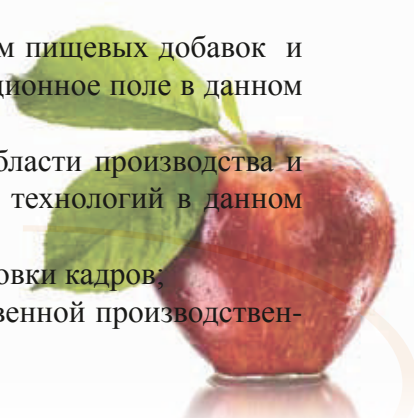 м пищевых добавок и
ционное поле в данном
бласти производства и
технологий в данном
овки кадров;
венной производствен-